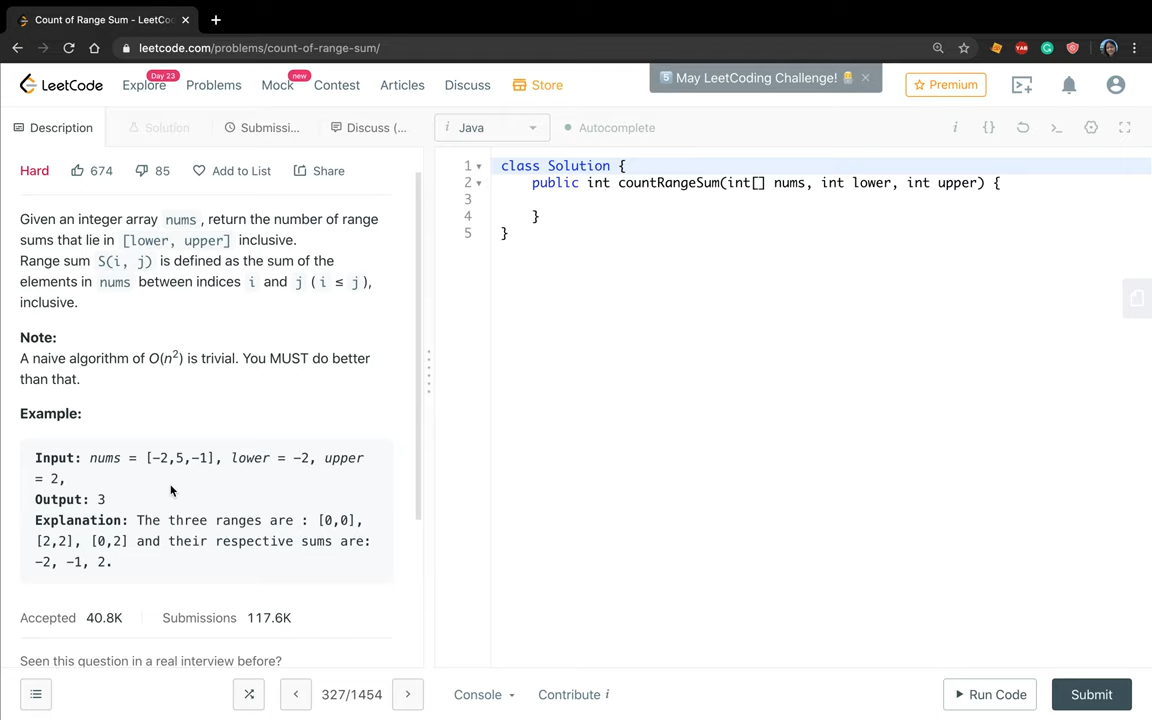 Count of Range Sum - LeetCo
leetcode.com/problems/count-of-range-sum/
YAB
LeetCode
Explore
Day 23
Problems
Mock
new
Contest
Articles
Discuss
Store
5 May LeetCoding Challenge!
Premium
Description
Solution
Submissi...
Discuss (...
i Java
Autocomplete
i {}
Hard
674
85
Add to List
Share
Given an integer array nums , return the number of range
sums that lie in [lower, upper] inclusive.
Range sum S(i, j) is defined as the sum of the
elements in nums between indices i and j ( i ≤ j ),
inclusive.
Note:
A naive algorithm of O(n²) is trivial. You MUST do better
than that.
Example:
Input: nums = [-2,5,-1], lower = -2, upper
= 2,
Output: 3
Explanation: The three ranges are : [0,0],
[2,2], [0,2] and their respective sums are:
-2, -1, 2.
Accepted 40.8K
Submissions 117.6K
Seen this question in a real interview before?
1 class Solution {
2 public int countRangeSum(int[] nums, int lower, int upper) {
3
4 }
5 }
327/1454
Console
Contribute i
Run Code
Submit